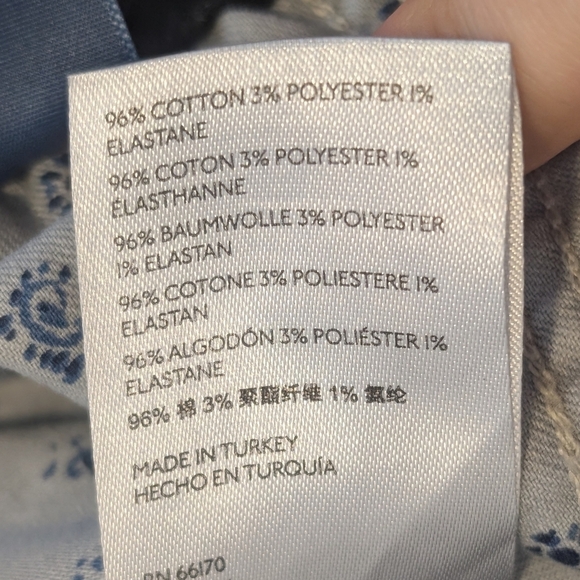 96% COTTON 3% POLYESTER 1%
ELASTANE
96% COTON 3% POLYESTER 1%
ÉLASTHANNE
96% BAUMWOLLE 3% POLYESTER
1% ELASTAN
96% COTONE 3% POLIESTERE 1%
ELASTAN
96% ALGODÓN 3% POLIÉSTER 1%
ELASTANE
96% 棉 3% 聚酯纤维 1% 氨纶
MADE IN TURKEY
HECHO EN TURQUÍA
RN 66170